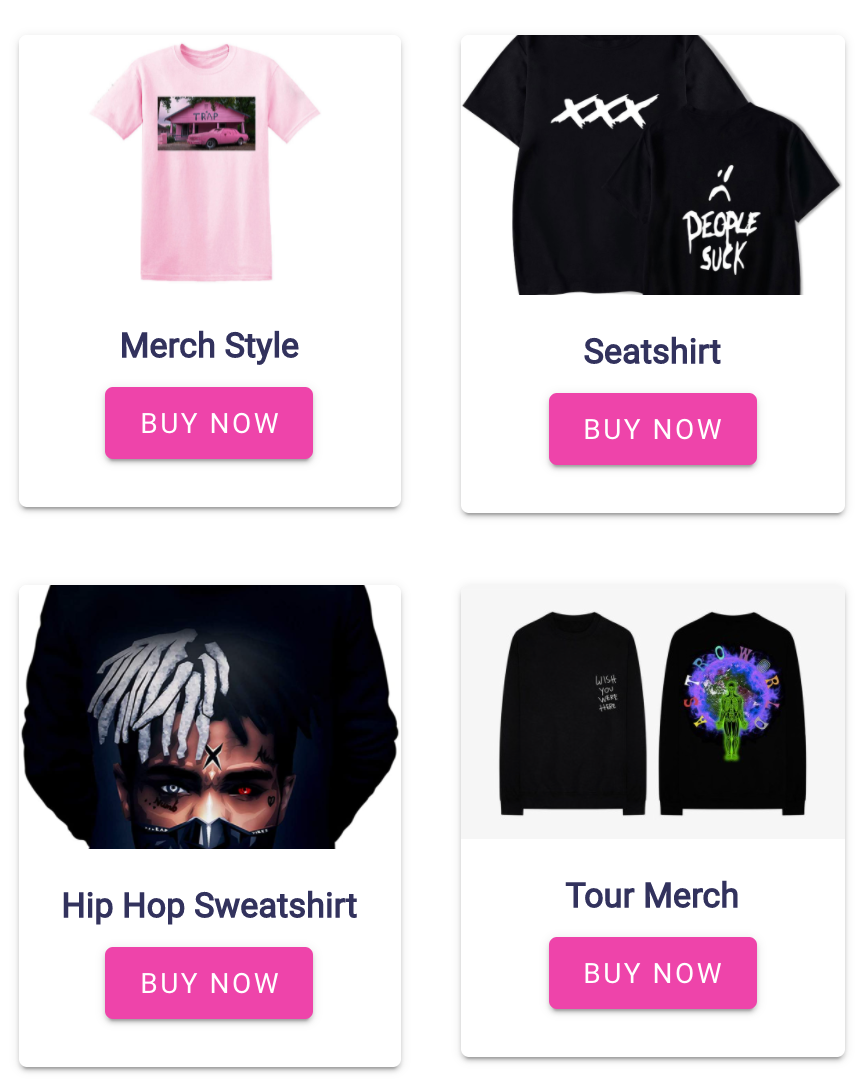 TRAP
XXX
PEOPLE
SUCK
Merch Style
Seatshirt
BUY NOW
BUY NOW
WISH
YOU
WERE
HERE
ASTROWORLD
Hip Hop Sweatshirt
Tour Merch
BUY NOW
BUY NOW